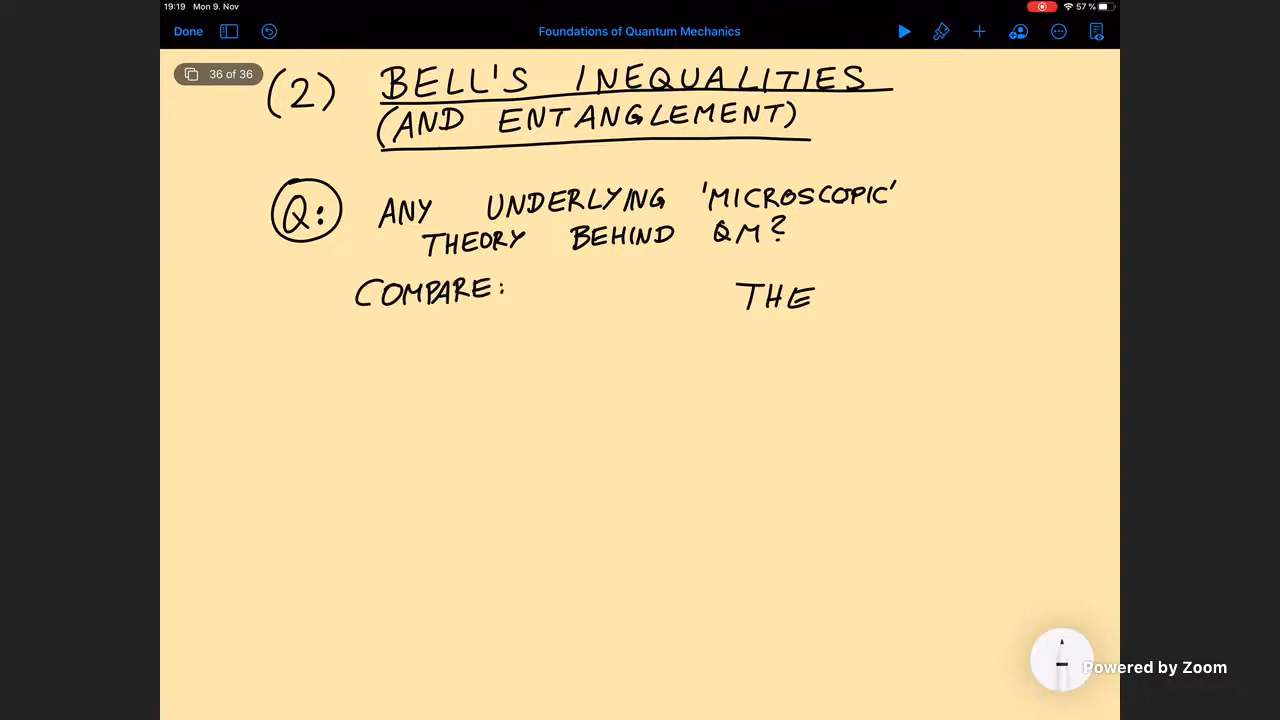 19:19 Mon 9. Nov
57 %
Done
Foundations of Quantum Mechanics
36 of 36
(2) BELL'S INEQUALITIES
(AND ENTANGLEMENT)
Q: ANY UNDERLYING 'MICROSCOPIC'
THEORY BEHIND QM?
COMPARE: THE
Powered by Zoom